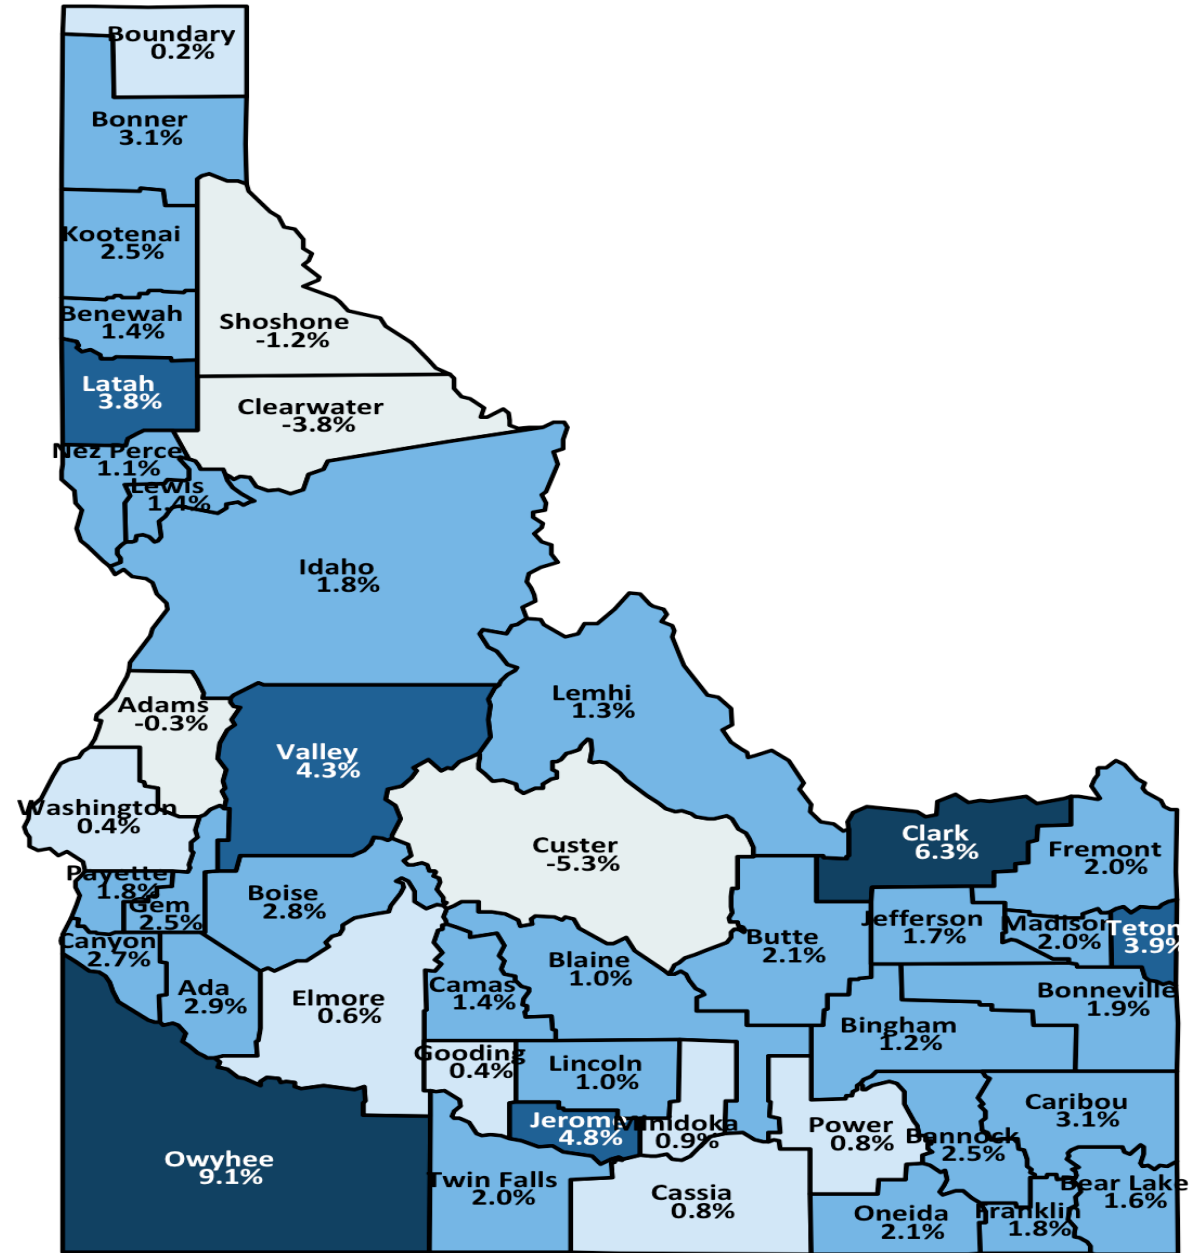 Boundary
0.2%
Bonner
3.1%
Kootenai
2.5%
Benewah
1.4%
Shoshone
-1.2%
Latah
3.8%
Clearwater
-3.8%
Nez Perce
1.1%
Lewis
1.4%
Idaho
1.8%
Lemhi
1.3%
Adams
-0.3%
Valley
4.3%
Washington
0.4%
Custer
-5.3%
Clark
6.3%
Fremont
2.0%
Payette
1.8%
Gem
2.5%
Boise
2.8%
Jefferson
1.7%
Madison
2.0%
Teton
3.9%
Canyon
2.7%
Butte
2.1%
Blaine
1.0%
Ada
2.9%
Elmore
0.6%
Camas
1.4%
Bonneville
1.9%
Bingham
1.2%
Gooding
0.4%
Lincoln
1.0%
Caribou
3.1%
Jerome
4.8%
Minidoka
0.9%
Power
0.8%
Bannock
2.5%
Owyhee
9.1%
Twin Falls
2.0%
Cassia
0.8%
Bear Lake
1.6%
Oneida
2.1%
Franklin
1.8%